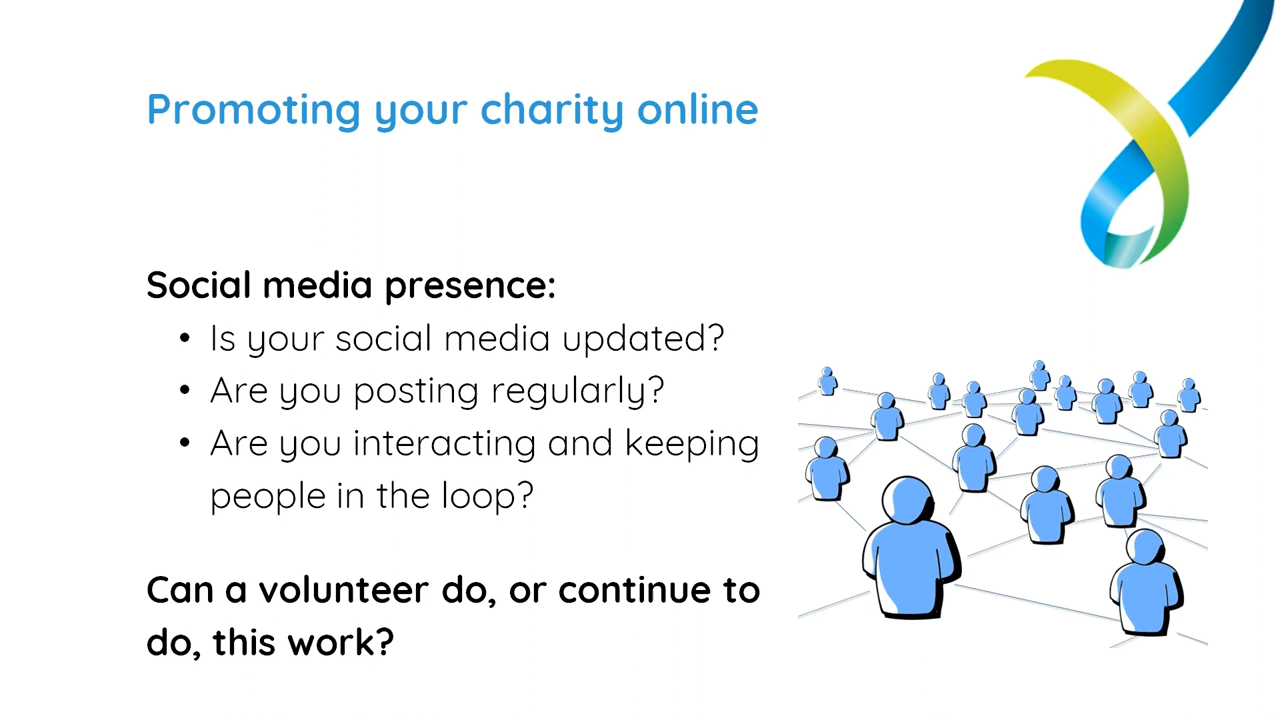 Promoting your charity online
Social media presence:
• Is your social media updated?
• Are you posting regularly?
• Are you interacting and keeping
people in the loop?
Can a volunteer do, or continue to
do, this work?